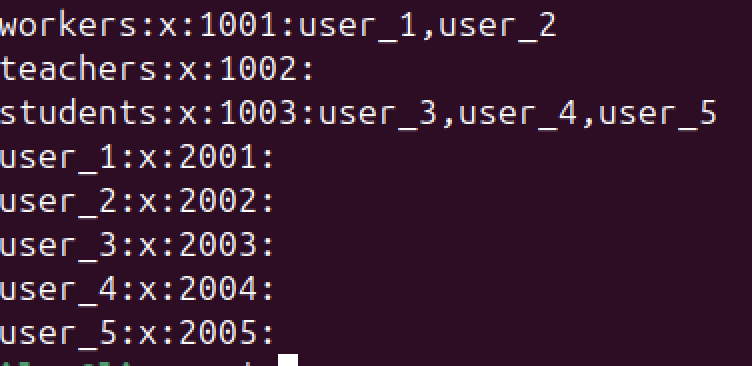 workers:x:1001:user_1,user_2
teachers:x:1002:
students:x:1003:user_3,user_4,user_5
user_1:x:2001:
user_2:x:2002:
user_3:x:2003:
user_4:x:2004:
user_5:x:2005: